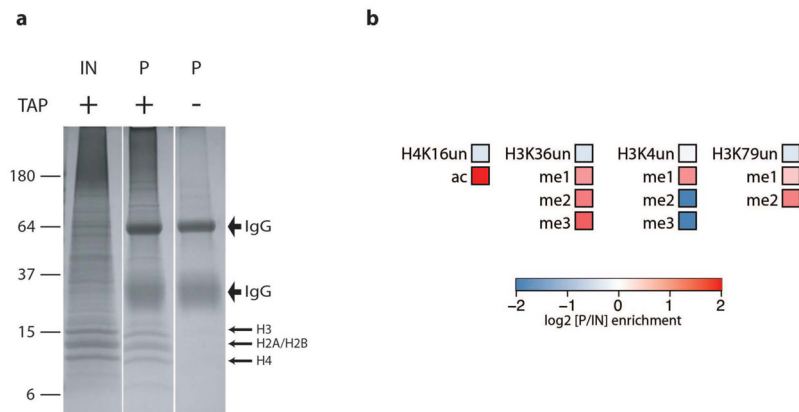 a
IN P P
TAP + + -
180
64
37
15
6
IgG
IgG
H3
H2A/H2B
H4
b
H4K16un H3K36un H3K4un H3K79un
ac me1 me1 me1
me2 me2 me2
me3 me3
-2 -1 0 1 2
log2 [P/IN] enrichment